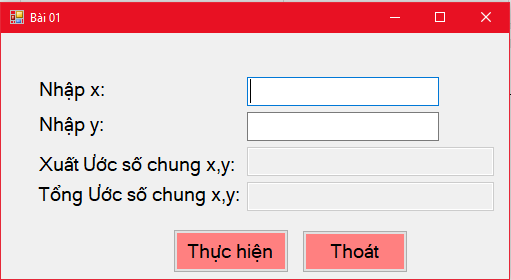 Bài 01
Nhập x:
Nhập y:
Xuất Ước số chung x,y:
Tổng Ước số chung x,y:
Thực hiện Thoát